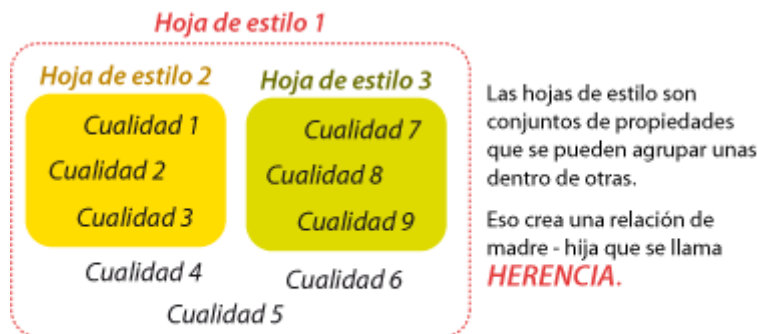 Hoja de estilo 1
Hoja de estilo 2
Cualidad 1
Cualidad 2
Cualidad 3
Hoja de estilo 3
Cualidad 7
Cualidad 8
Cualidad 9
Cualidad 4
Cualidad 6
Cualidad 5
Las hojas de estilo son
conjuntos de propiedades
que se pueden agrupar unas
dentro de otras.
Eso crea una relación de
madre - hija que se llama
HERENCIA.